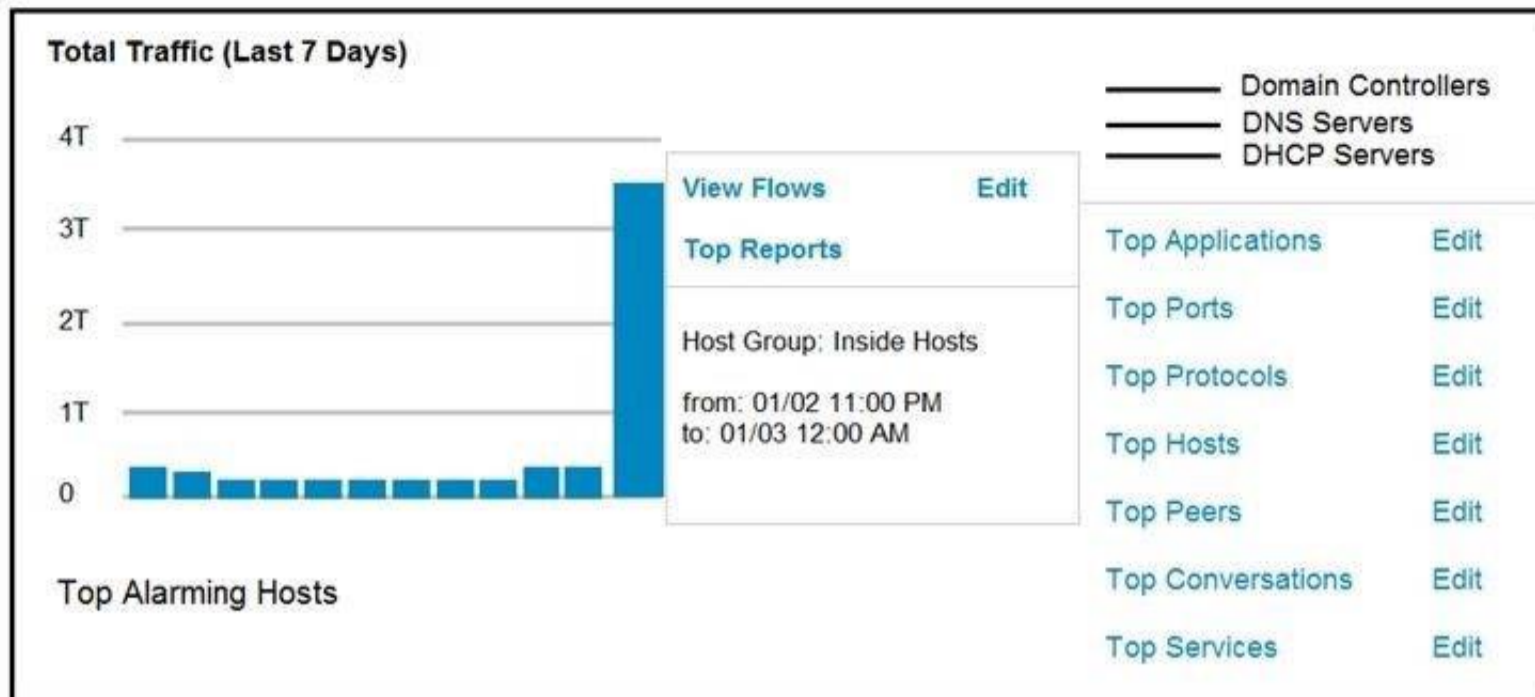 Total Traffic (Last 7 Days)
4T
3T
2T
1T
0
View Flows Edit
Top Reports
Host Group: Inside Hosts
from: 01/02 11:00 PM
to: 01/03 12:00 AM
Domain Controllers
DNS Servers
DHCP Servers
Top Applications Edit
Top Ports Edit
Top Protocols Edit
Top Hosts Edit
Top Peers Edit
Top Conversations Edit
Top Services Edit
Top Alarming Hosts